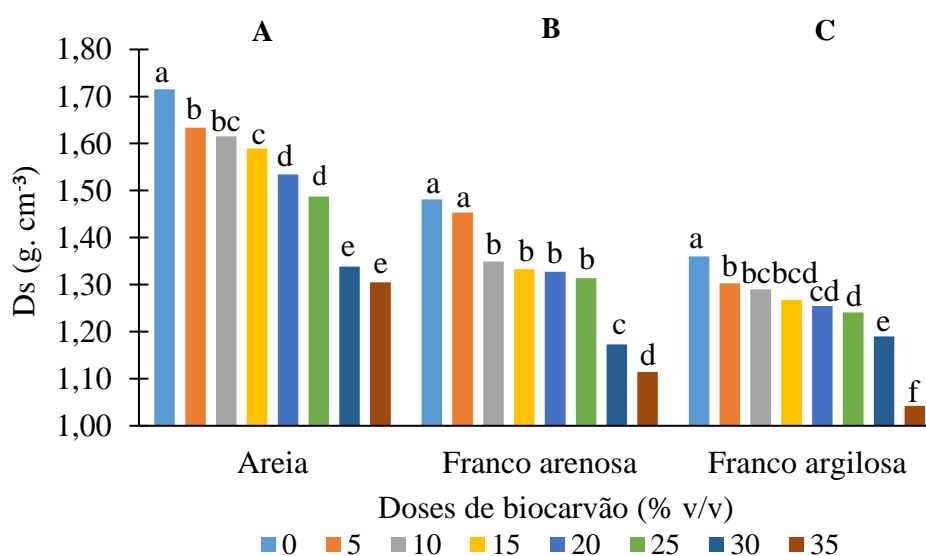 A B C
1,80
1,70
1,60
1,50
1,40
1,30
1,20
1,10
1,00
Ds (g. cm⁻³)
a b bc c d d e e
a a b b b b c d
a b bc bcd cd d e f
Areia Franco arenosa Franco argilosa
Doses de biocarvão (% v/v)
0 5 10 15 20 25 30 35